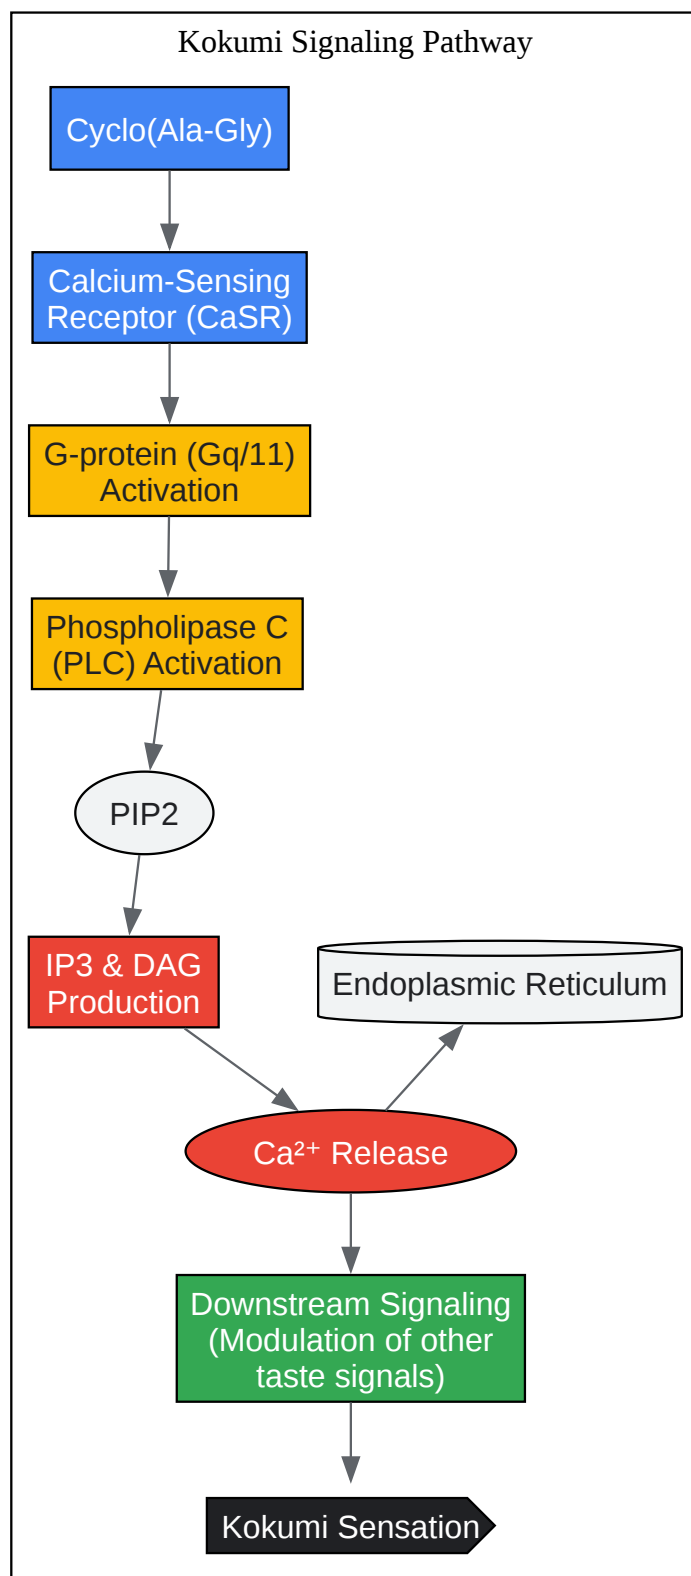 Kokumi Signaling Pathway
Cyclo(Ala-Gly)
Calcium-Sensing
Receptor (CaSR)
G-protein (Gq/11)
Activation
Phospholipase C
(PLC) Activation
PIP2
IP3 & DAG
Production
Endoplasmic Reticulum
Ca²⁺ Release
Downstream Signaling
(Modulation of other
taste signals)
Kokumi Sensation